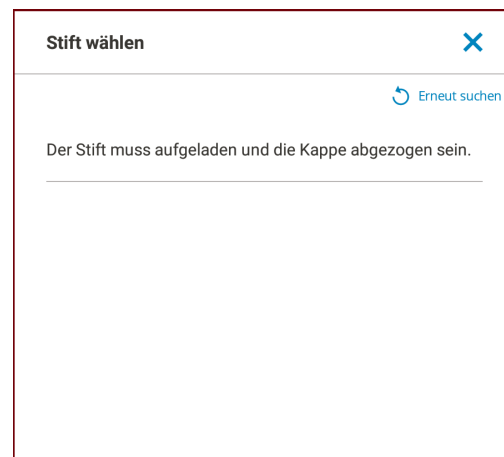 Stift wählen
Erneut suchen
Der Stift muss aufgeladen und die Kappe abgezogen sein.